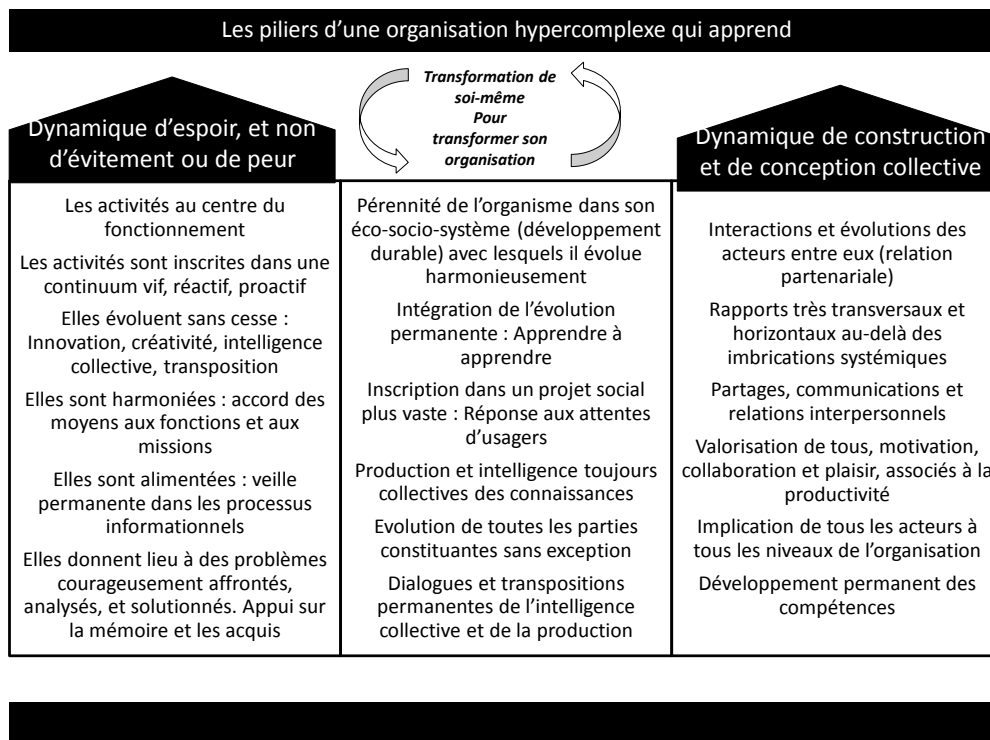 Les piliers d'une organisation hypercomplexe qui apprend
Dynamique d'espoir, et non
d'évitement ou de peur
Transformation de
soi-même
Pour
transformer son
organisation
Dynamique de construction
et de conception collective
Les activités au centre du
fonctionnement
Les activités sont inscrites dans une
continuum vif, réactif, proactif
Elles évoluent sans cesse :
Innovation, créativité, intelligence
collective, transposition
Elles sont harmoniées : accord des
moyens aux fonctions et aux
missions
Elles sont alimentées : veille
permanente dans les processus
informationnels
Elles donnent lieu à des problèmes
courageusement affrontés,
analysés, et solutionnés. Appui sur
la mémoire et les acquis
Pérennité de l'organisme dans son
éco-socio-système (développement
durable) avec lesquels il évolue
harmonieusement
Intégration de l'évolution
permanente : Apprendre à
apprendre
Inscription dans un projet social
plus vaste : Réponse aux attentes
d'usagers
Production et intelligence toujours
collectives des connaissances
Evolution de toutes les parties
constituantes sans exception
Dialogues et transpositions
permanentes de l'intelligence
collective et de la production
Interactions et évolutions des
acteurs entre eux (relation
partenariale)
Rapports très transversaux et
horizontaux au-delà des
imbrications systémiques
Partages, communications et
relations interpersonnels
Valorisation de tous, motivation,
collaboration et plaisir, associés à la
productivité
Implication de tous les acteurs à
tous les niveaux de l'organisation
Développement permanent des
compétences